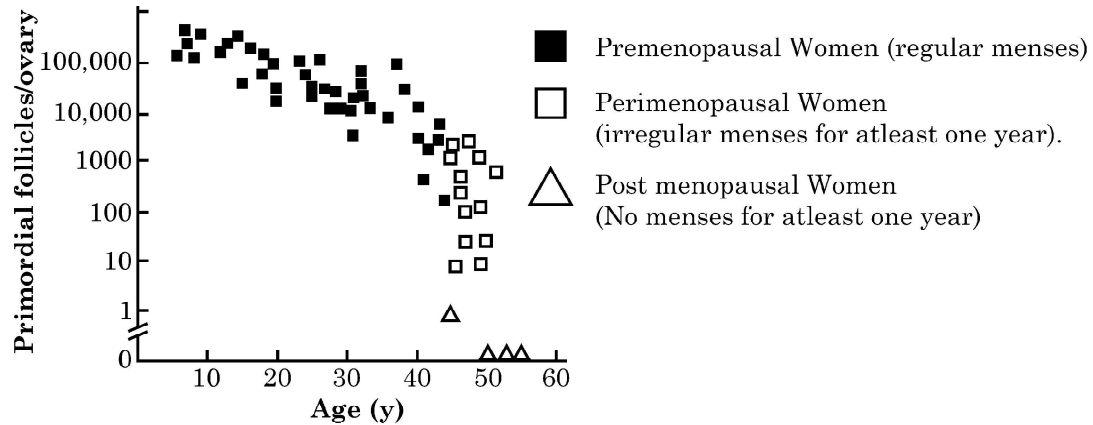 Primordial follicles/ovary
100,000
10,000
1000
100
10
1
0
10 20 30 40 50 60
Age (y)
Premenopausal Women (regular menses)
Perimenopausal Women
(irregular menses for atleast one year).
Post menopausal Women
(No menses for atleast one year)